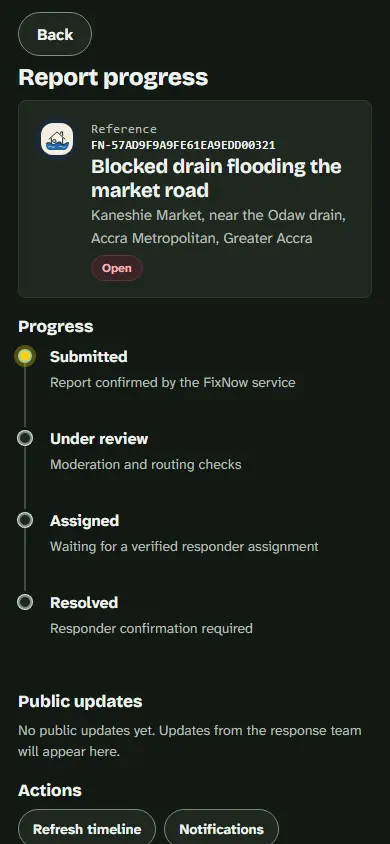 Back
Report progress
Reference
FN-57AD9F9A9FE61EA9EDD00321
Blocked drain flooding the
market road
Kaneshie Market, near the Odaw drain,
Accra Metropolitan, Greater Accra
Open
Progress
Submitted
Report confirmed by the FixNow service
Under review
Moderation and routing checks
Assigned
Waiting for a verified responder assignment
Resolved
Responder confirmation required
Public updates
No public updates yet. Updates from the response team
will appear here.
Actions
Refresh timeline
Notifications